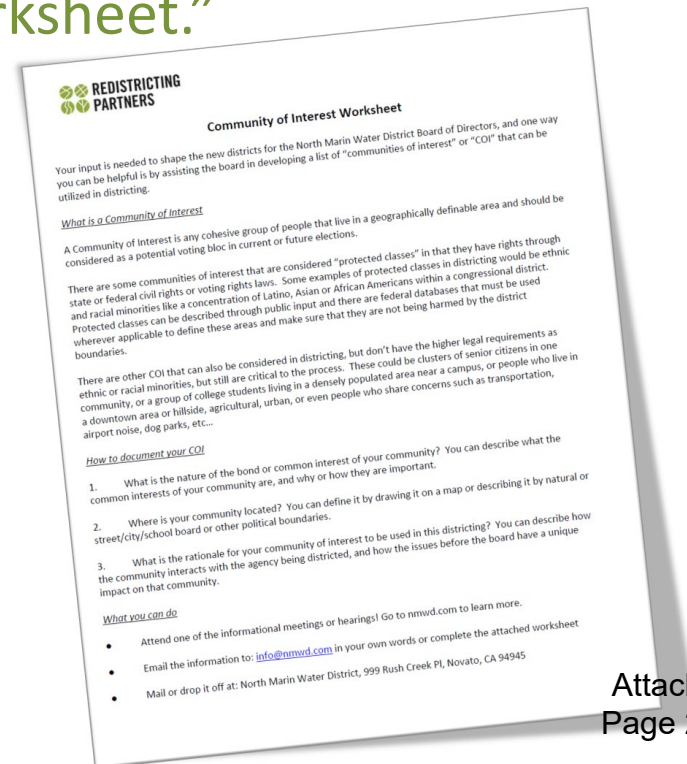 rksheet."
REDISTRICTING
PARTNERS
Community of Interest Worksheet
Your input is needed to shape the new districts for the North Marin Water District Board of Directors, and one way
you can be helpful is by assisting the board in developing a list of "communities of interest" or "COI" that can be
utilized in districting.
What is a Community of Interest
A Community of Interest is any cohesive group of people that live in a geographically definable area and should be
considered as a potential voting bloc in current or future elections.
There are some communities of interest that are considered "protected classes" in that they have rights through
state or federal civil rights or voting rights laws. Some examples of protected classes in districting would be ethnic
and racial minorities like a concentration of Latino, Asian or African Americans within a congressional district.
Protected classes can be described through public input and there are federal databases that must be used
wherever applicable to define these areas and make sure that they are not being harmed by the district
boundaries.
There are other COI that can also be considered in districting, but don't have the higher legal requirements as
ethnic or racial minorities, but still are critical to the process. These could be clusters of senior citizens in one
community, or a group of college students living in a densely populated area near a campus, or people who live in
a downtown area or hillside, agricultural, urban, or even people who share concerns such as transportation,
airport noise, dog parks, etc...
How to document your COI
1. What is the nature of the bond or common interest of your community? You can describe what the
common interests of your community are, and why or how they are important.
2. Where is your community located? You can define it by drawing it on a map or describing it by natural or
street/city/school board or other political boundaries.
3. What is the rationale for your community of interest to be used in this districting? You can describe how
the community interacts with the agency being districted, and how the issues before the board have a unique
impact on that community.
What you can do
• Attend one of the informational meetings or hearings! Go to nmwd.com to learn more.
• Email the information to: info@nmwd.com in your own words or complete the attached worksheet
• Mail or drop it off at: North Marin Water District, 999 Rush Creek Pl, Novato, CA 94945
Attac
Page